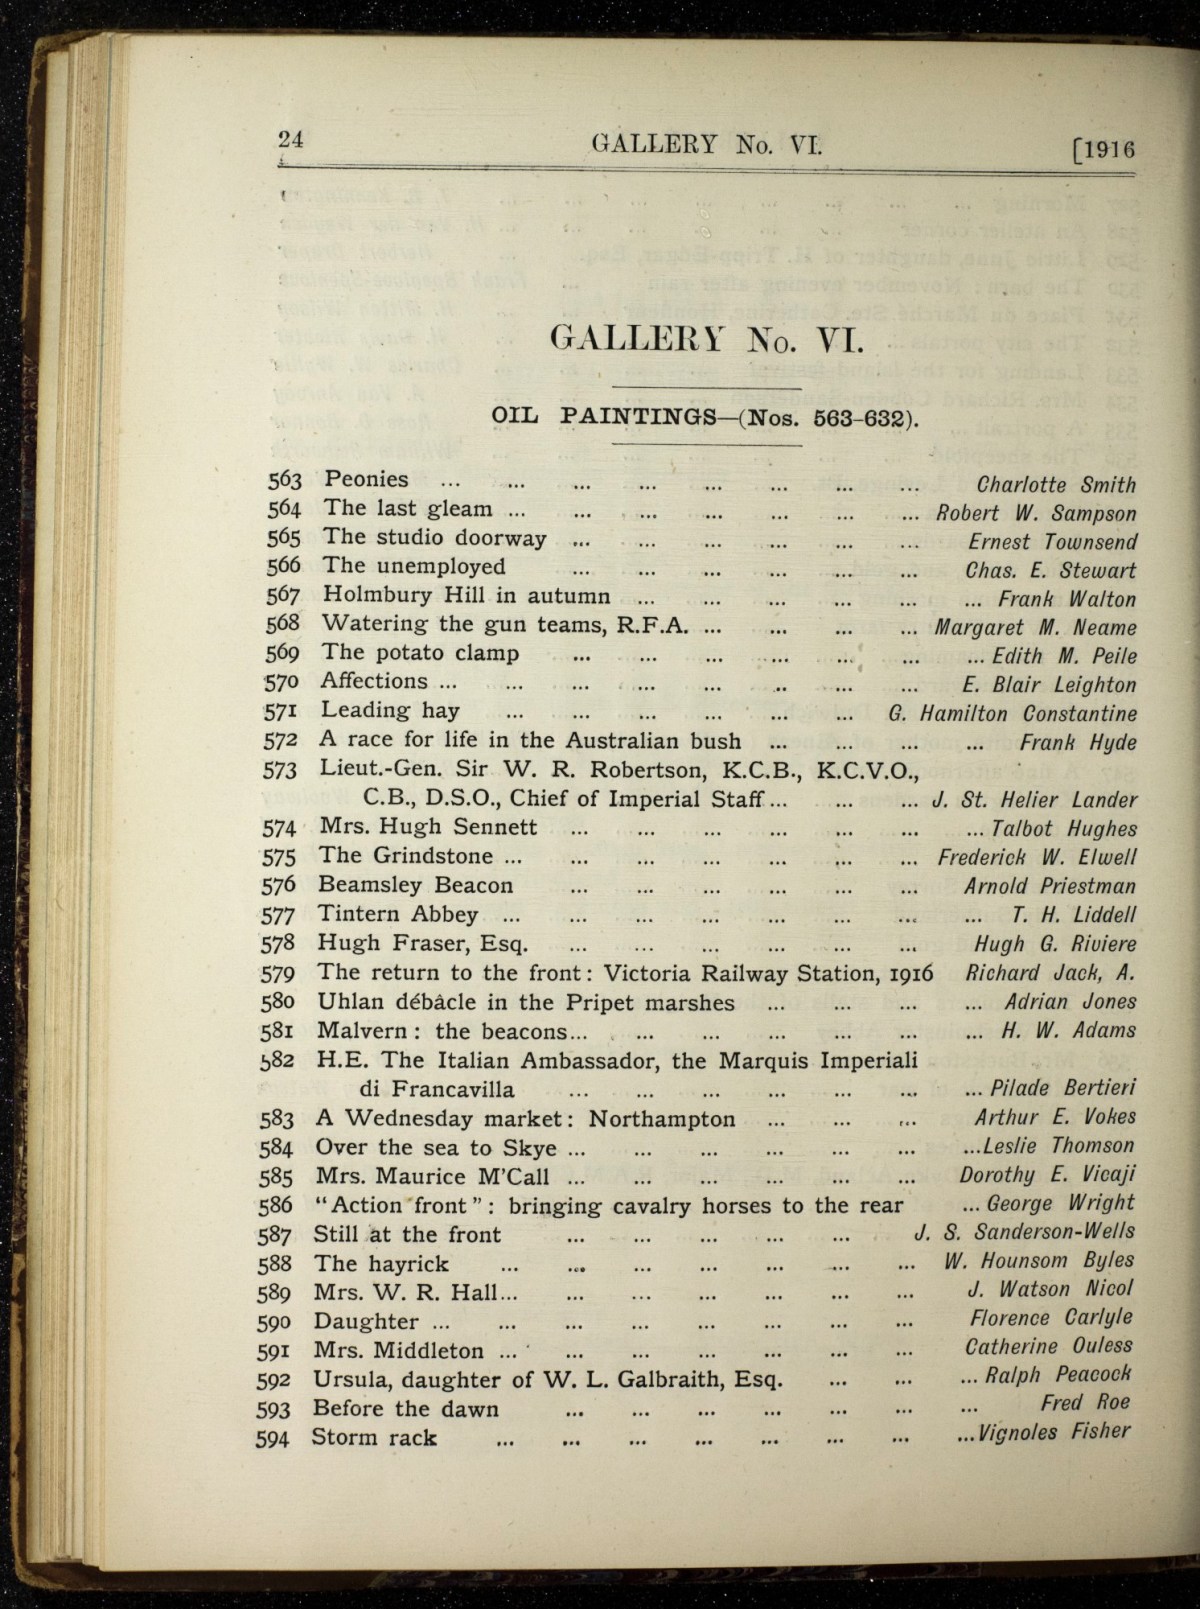 24 GALLERY No. VI. [1916
GALLERY No. VI.
OIL PAINTINGS—(Nos. 563-632).
563 Peonies ... ... ... ... ... ... ... ... Charlotte Smith
564 The last gleam ... ... ... ... ... ... ... Robert W. Sampson
565 The studio doorway ... ... ... ... ... ... Ernest Townsend
566 The unemployed ... ... ... ... ... ... Chas. E. Stewart
567 Holmbury Hill in autumn ... ... ... ... ... ... Frank Walton
568 Watering the gun teams, R.F.A. ... ... ... ... Margaret M. Neame
569 The potato clamp ... ... ... ... ... ... ... Edith M. Peile
570 Affections ... ... ... ... ... .. ... ... E. Blair Leighton
571 Leading hay ... ... ... ... ... ... G. Hamilton Constantine
572 A race for life in the Australian bush ... ... ... ... Frank Hyde
573 Lieut.-Gen. Sir W. R. Robertson, K.C.B., K.C.V.O.,
C.B., D.S.O., Chief of Imperial Staff ... ... ... J. St. Helier Lander
574 Mrs. Hugh Sennett ... ... ... ... ... ... ... Talbot Hughes
575 The Grindstone ... ... ... ... ... ... ... Frederick W. Elwell
576 Beamsley Beacon ... ... ... ... ... ... Arnold Priestman
577 Tintern Abbey ... ... ... ... ... ... ... ... T. H. Liddell
578 Hugh Fraser, Esq. ... ... ... ... ... ... Hugh G. Riviere
579 The return to the front: Victoria Railway Station, 1916 Richard Jack, A.
580 Uhlan débâcle in the Pripet marshes ... ... ... ... Adrian Jones
581 Malvern: the beacons... ... ... ... ... ... ... H. W. Adams
582 H.E. The Italian Ambassador, the Marquis Imperiali
di Francavilla ... ... ... ... ... ... ... Pilade Bertieri
583 A Wednesday market: Northampton ... ... ... Arthur E. Vokes
584 Over the sea to Skye ... ... ... ... ... ... ...Leslie Thomson
585 Mrs. Maurice M'Call ... ... ... ... ... ... Dorothy E. Vicaji
586 "Action front": bringing cavalry horses to the rear ... George Wright
587 Still at the front ... ... ... ... ... J. S. Sanderson-Wells
588 The hayrick ... ... ... ... ... ... ... W. Hounsom Byles
589 Mrs. W. R. Hall... ... ... ... ... ... ... J. Watson Nicol
590 Daughter ... ... ... ... ... ... ... ... Florence Carlyle
591 Mrs. Middleton ... ... ... ... ... ... ... Catherine Ouless
592 Ursula, daughter of W. L. Galbraith, Esq. ... ... ... Ralph Peacock
593 Before the dawn ... ... ... ... ... ... ... Fred Roe
594 Storm rack ... ... ... ... ... ... ... ...Vignoles Fisher